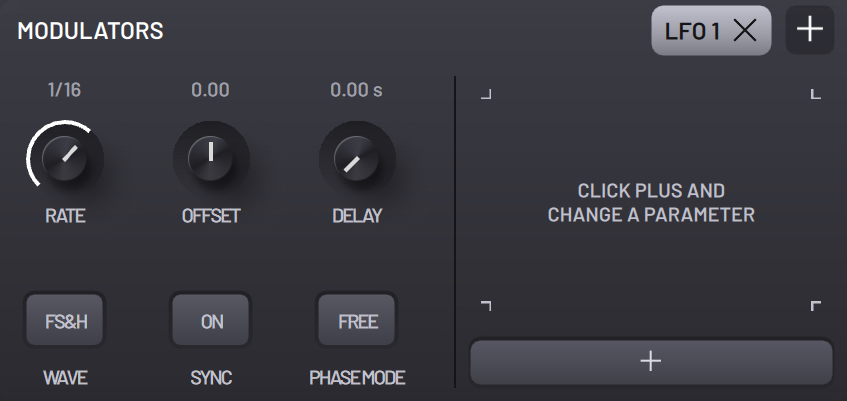 MODULATORS
LFO 1
1/16
0.00
0.00 s
RATE
OFFSET
DELAY
CLICK PLUS AND
CHANGE A PARAMETER
FS&H
ON
FREE
WAVE
SYNC
PHASE MODE